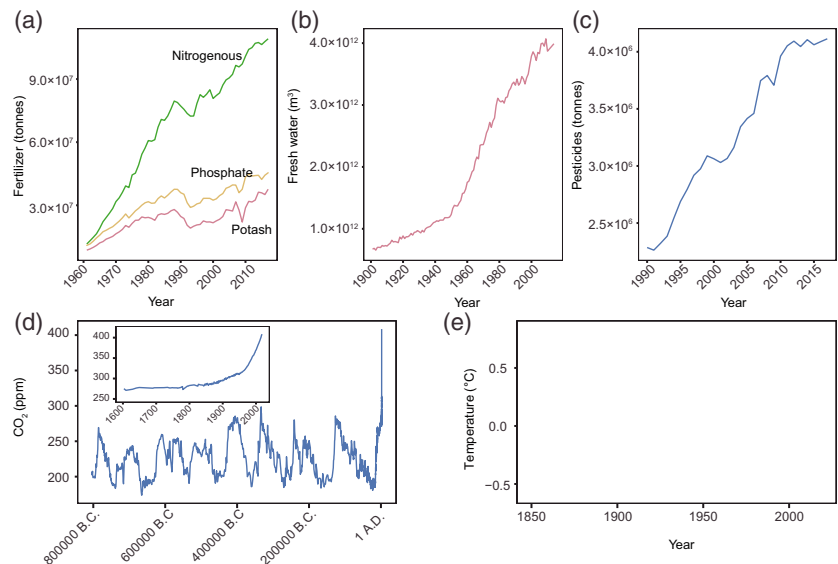 (a)
Fertilizer (tonnes)
9.0×10⁷
6.0×10⁷
3.0×10⁷
Nitrogenous
Phosphate
Potash
1960
1970
1980
1990
2000
2010
Year
(b)
Fresh water (m³)
4.0×10¹²
3.0×10¹²
2.0×10¹²
1.0×10¹²
1900
1920
1940
1960
1980
2000
Year
(c)
Pesticides (tonnes)
4.0×10⁶
3.5×10⁶
3.0×10⁶
2.5×10⁶
1990
1995
2000
2005
2010
2015
Year
(d)
CO₂ (ppm)
400
350
300
250
200
400
350
300
250
1600
1700
1800
1900
2000
800000 B.C.
600000 B.C
400000 B.C
200000 B.C.
1 A.D.
(e)
Temperature (°C)
0.5
0.0
−0.5
1850
1900
1950
2000
Year